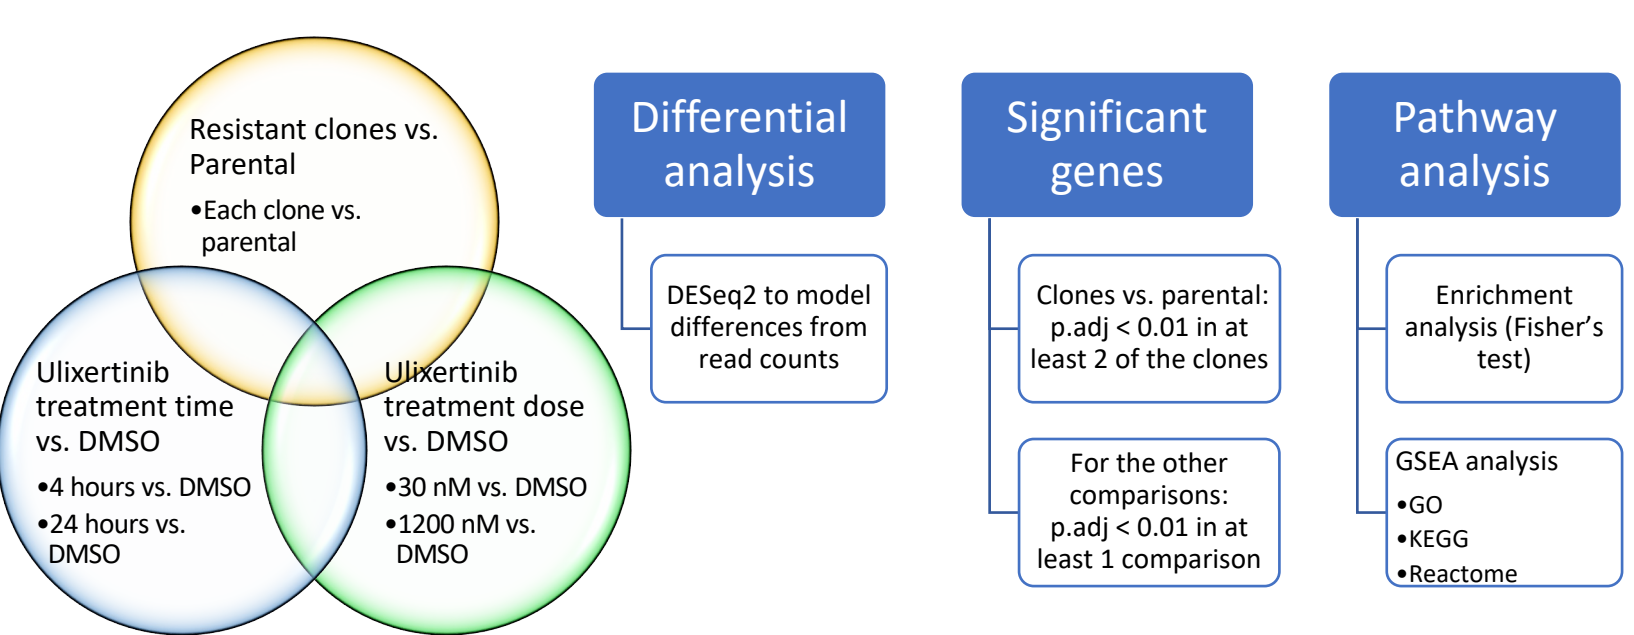 Resistant clones vs.
Parental
•Each clone vs.
parental
Ulixertinib
treatment time
vs. DMSO
•4 hours vs. DMSO
•24 hours vs.
DMSO
Ulixertinib
treatment dose
vs. DMSO
•30 nM vs. DMSO
•1200 nM vs.
DMSO
Differential
analysis
DESeq2 to model
differences from
read counts
Significant
genes
Clones vs. parental:
p.adj < 0.01 in at
least 2 of the clones
For the other
comparisons:
p.adj < 0.01 in at
least 1 comparison
Pathway
analysis
Enrichment
analysis (Fisher’s
test)
GSEA analysis
•GO
•KEGG
•Reactome